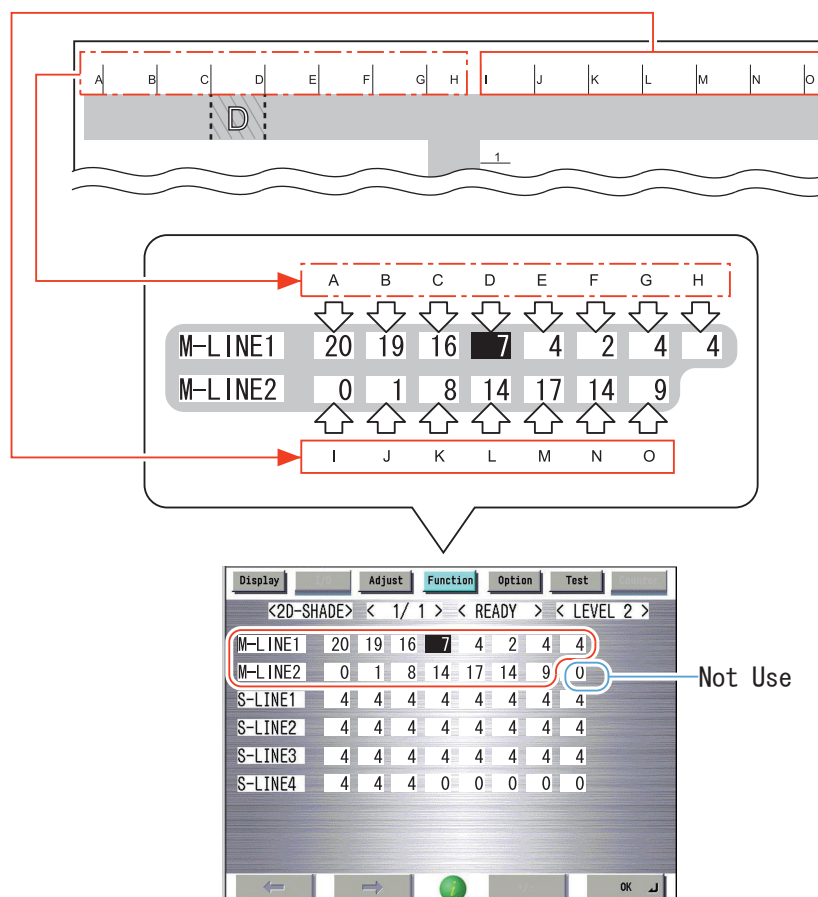 A B C D E F G H I J K L M N O
D
1
A B C D E F G H
M-LINE1 20 19 16 7 4 2 4 4
M-LINE2 0 1 8 14 17 14 9
I J K L M N O
Display I/O Adjust Function Option Test Counter
<2D-SHADE> < 1/ 1 > < READY > < LEVEL 2 >
M-LINE1 20 19 16 7 4 2 4 4
M-LINE2 0 1 8 14 17 14 9 0
Not Use
S-LINE1 4 4 4 4 4 4 4 4
S-LINE2 4 4 4 4 4 4 4 4
S-LINE3 4 4 4 4 4 4 4 4
S-LINE4 4 4 4 0 0 0 0 0
i +/- OK